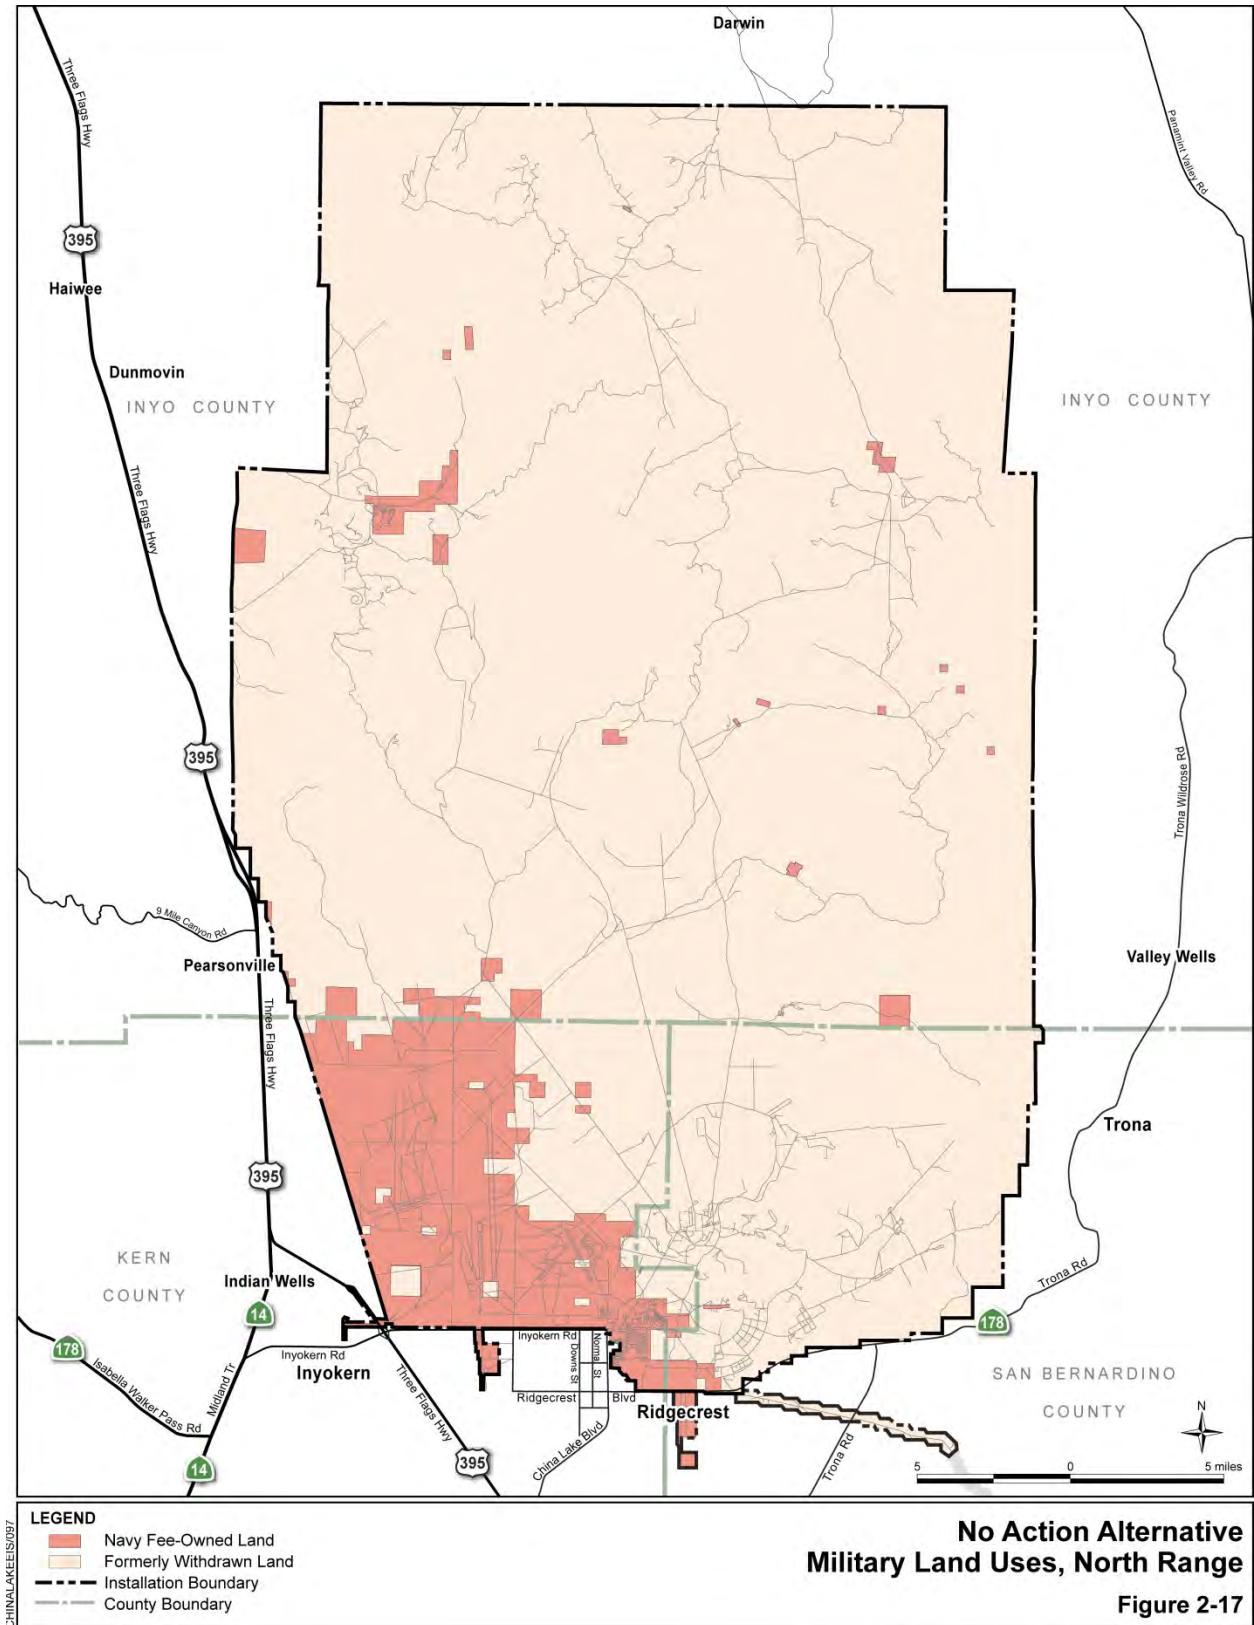 Darwin
Three Flags Hwy
Panamint Valley Rd
395
Haiwee
Dunmovin
INYO COUNTY
INYO COUNTY
Three Flags Hwy
395
Trona Wildrose Rd
9 Mile Canyon Rd
Pearsonville
Valley Wells
Three Flags Hwy
Trona
395
KERN
COUNTY
Indian Wells
14
Trona Rd
178
178
Inyokern Rd
Inyokern Rd
Inyokern
Downs St
Normal St
Isabella Walker Pass Rd
Midland Tr
Three Flags Hwy
Ridgecrest Blvd
Ridgecrest
SAN BERNARDINO
COUNTY
N
China Lake Blvd
Trona Rd
14
395
5 0 5 miles
LEGEND
Navy Fee-Owned Land
Formerly Withdrawn Land
Installation Boundary
County Boundary
No Action Alternative
Military Land Uses, North Range
Figure 2-17
CHINALAKEEIS/097